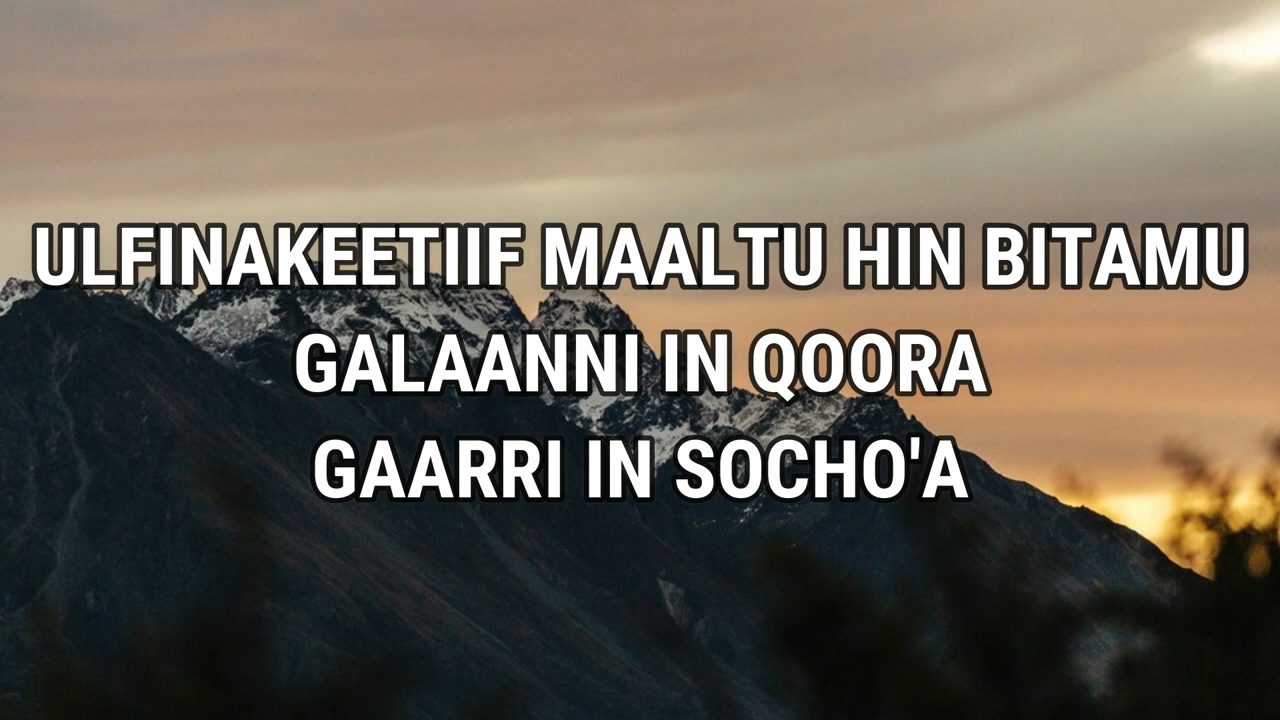 ULFINAKEETIIF MAALTU HIN BITAMU
GALAANNI IN QOORA
GAARRI IN SOCHO'A